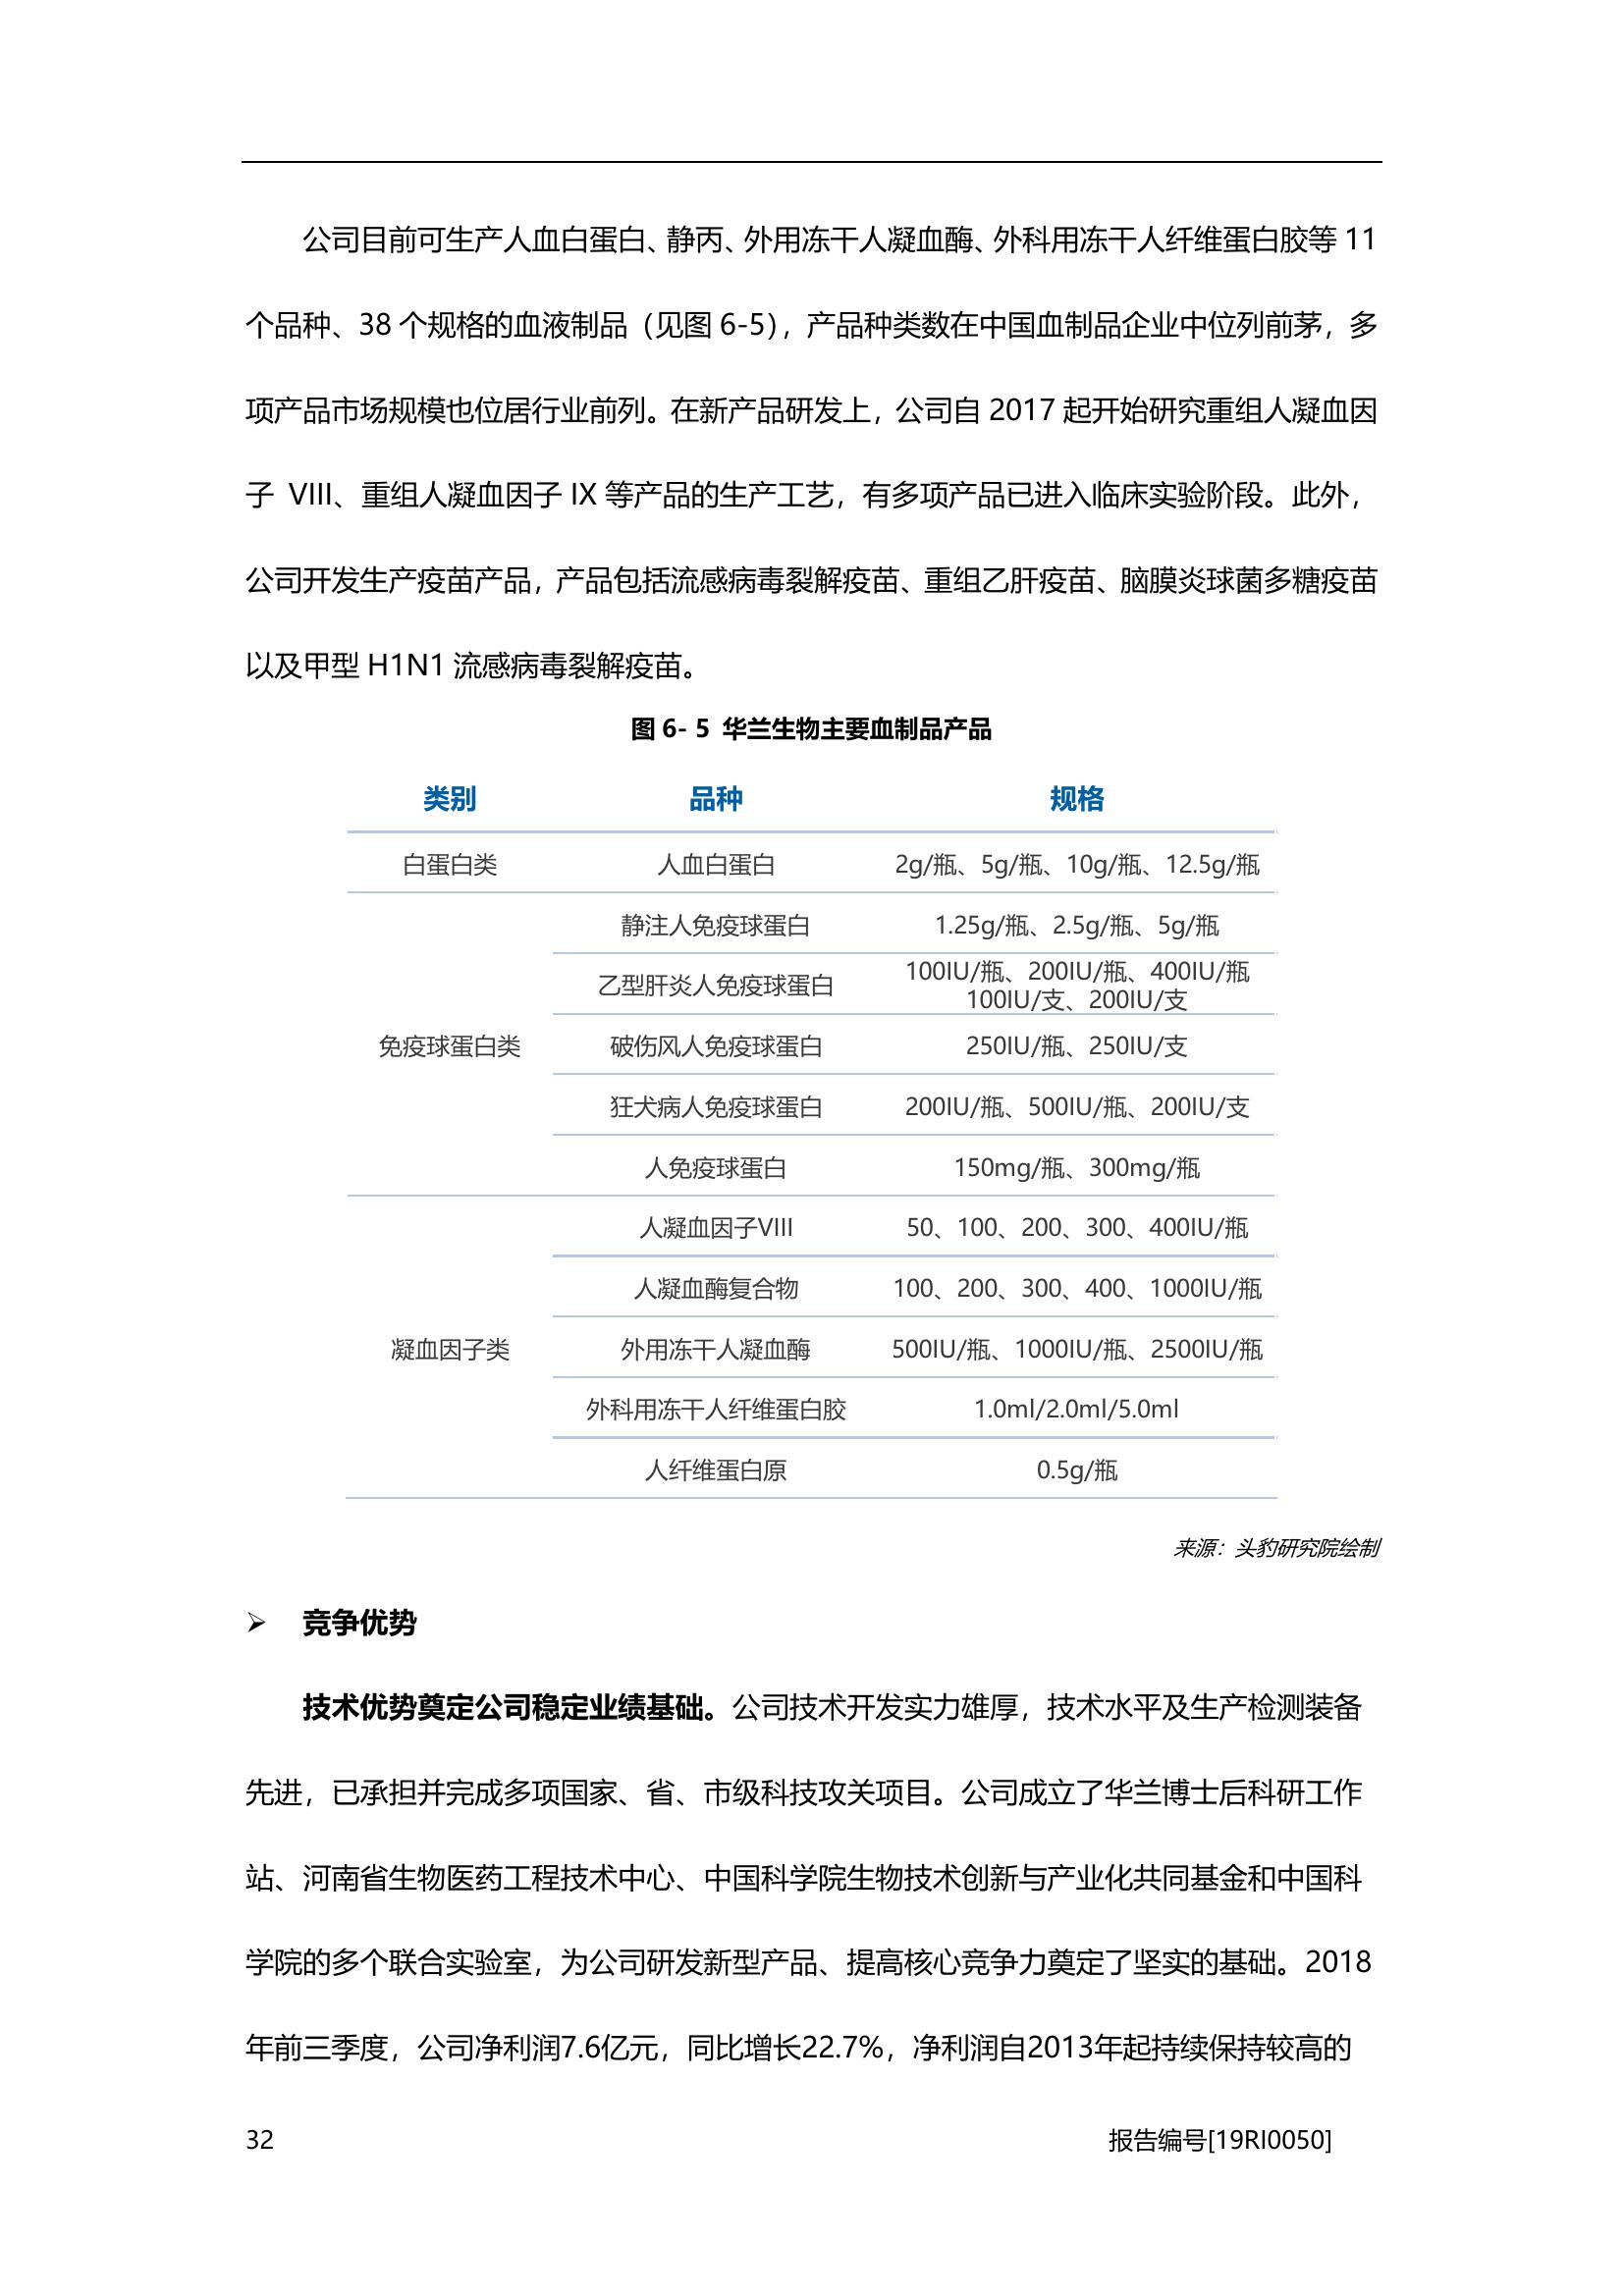 公司目前可生产人血白蛋白、静丙、外用冻干人凝血酶、外科用冻干人纤维蛋白胶等 11
个品种、38 个规格的血液制品（见图 6-5），产品种类数在中国血制品企业中位列前茅，多
项产品市场规模也位居行业前列。在新产品研发上，公司自 2017 起开始研究重组人凝血因
子 VIII、重组人凝血因子 IX 等产品的生产工艺，有多项产品已进入临床实验阶段。此外，
公司开发生产疫苗产品，产品包括流感病毒裂解疫苗、重组乙肝疫苗、脑膜炎球菌多糖疫苗
以及甲型 H1N1 流感病毒裂解疫苗。
图 6- 5 华兰生物主要血制品产品
类别 品种 规格
白蛋白类 人血白蛋白 2g/瓶、5g/瓶、10g/瓶、12.5g/瓶
静注人免疫球蛋白 1.25g/瓶、2.5g/瓶、5g/瓶
乙型肝炎人免疫球蛋白 100IU/瓶、200IU/瓶、400IU/瓶
100IU/支、200IU/支
免疫球蛋白类 破伤风人免疫球蛋白 250IU/瓶、250IU/支
狂犬病人免疫球蛋白 200IU/瓶、500IU/瓶、200IU/支
人免疫球蛋白 150mg/瓶、300mg/瓶
人凝血因子VIII 50、100、200、300、400IU/瓶
人凝血酶复合物 100、200、300、400、1000IU/瓶
凝血因子类 外用冻干人凝血酶 500IU/瓶、1000IU/瓶、2500IU/瓶
外科用冻干人纤维蛋白胶 1.0ml/2.0ml/5.0ml
人纤维蛋白原 0.5g/瓶
来源：头豹研究院绘制
➢ 竞争优势
技术优势奠定公司稳定业绩基础。公司技术开发实力雄厚，技术水平及生产检测装备
先进，已承担并完成多项国家、省、市级科技攻关项目。公司成立了华兰博士后科研工作
站、河南省生物医药工程技术中心、中国科学院生物技术创新与产业化共同基金和中国科
学院的多个联合实验室，为公司研发新型产品、提高核心竞争力奠定了坚实的基础。2018
年前三季度，公司净利润7.6亿元，同比增长22.7%，净利润自2013年起持续保持较高的
32 报告编号[19RI0050]